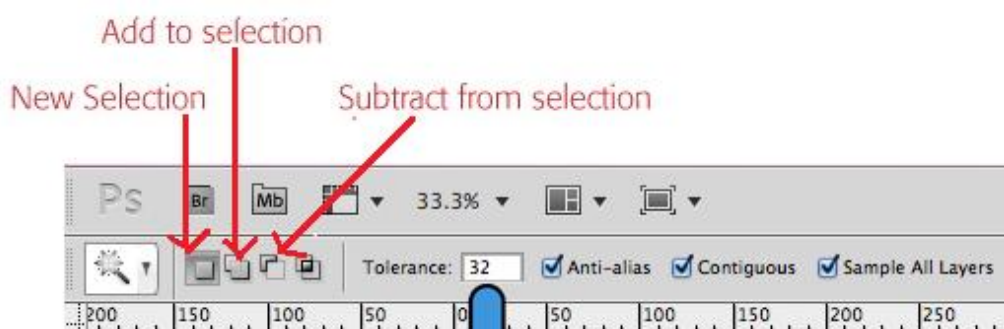 Add to selection
New Selection
Subtract from selection
Ps Br Mb 33.3%
Tolerance: 32 Anti-alias Contiguous Sample All Layers
200 150 100 50 0 50 100 150 200 250